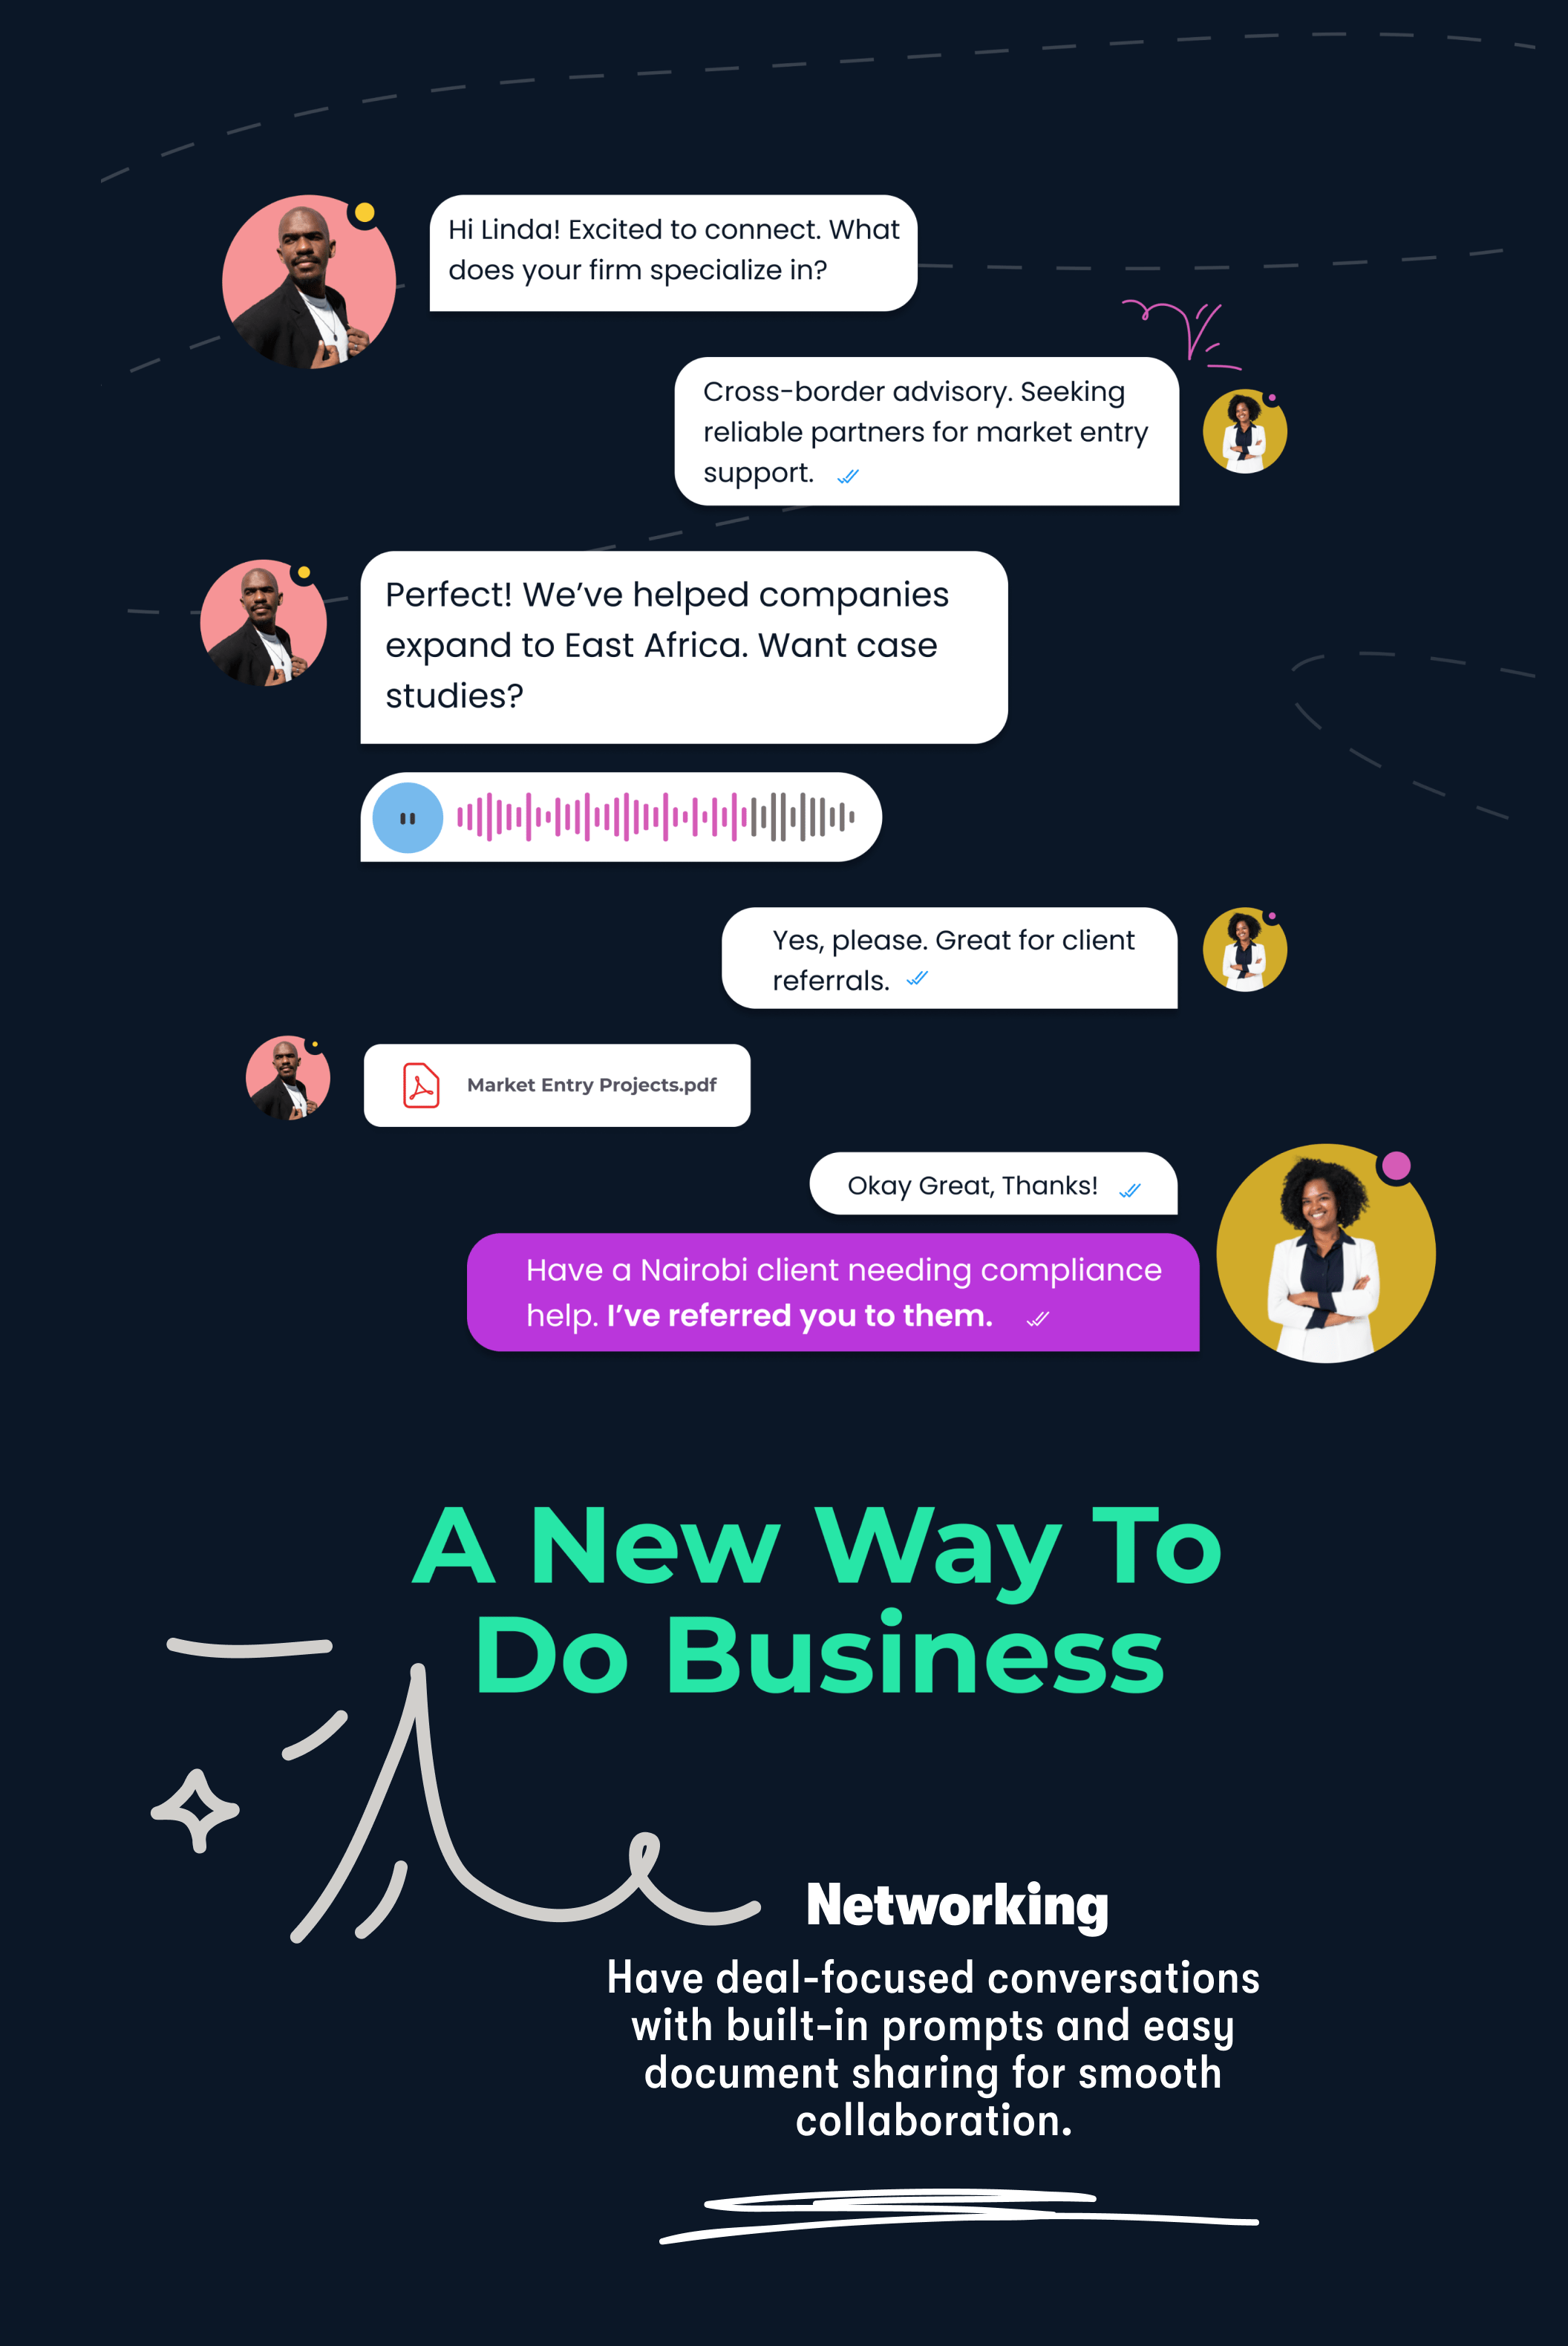 Hi Linda! Excited to connect. What
does your firm specialize in?
Cross-border advisory. Seeking
reliable partners for market entry
support.
Perfect! We’ve helped companies
expand to East Africa. Want case
studies?
Yes, please. Great for client
referrals.
Market Entry Projects.pdf
Okay Great, Thanks!
Have a Nairobi client needing compliance
help. I’ve referred you to them.
A New Way To
Do Business
Networking
Have deal-focused conversations
with built-in prompts and easy
document sharing for smooth
collaboration.